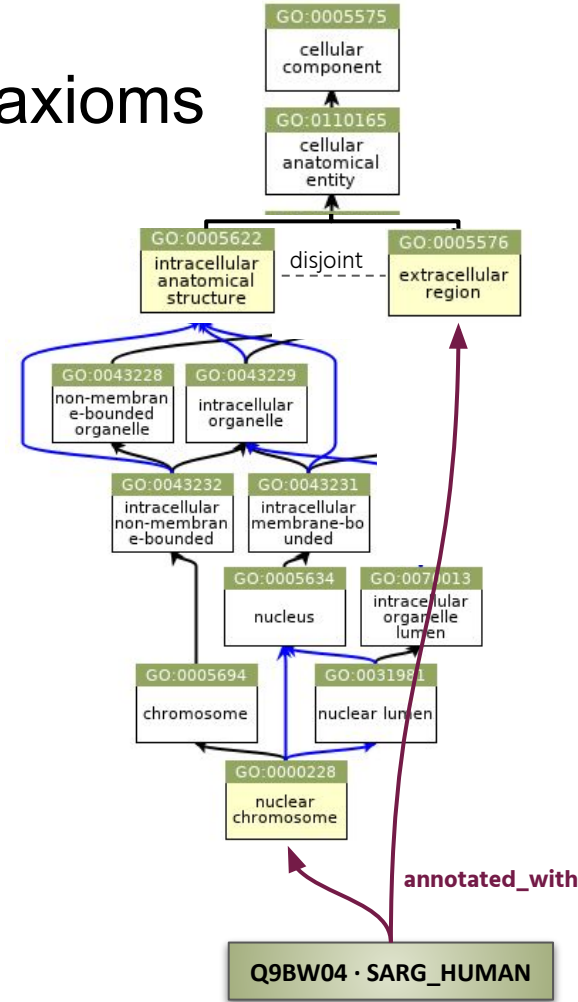 GO:0005575
cellular
component
axioms
GO:0110165
cellular
anatomical
entity
GO:0005622
intracellular
anatomical
structure
disjoint
GO:0005576
extracellular
region
GO:0043228
non-membran
e-bounded
organelle
GO:0043229
intracellular
organelle
GO:0043232
intracellular
non-membran
e-bounded
GO:0043231
intracellular
membrane-bo
unded
GO:0005634
nucleus
GO:0070013
intracellular
organelle
lumen
GO:0005694
chromosome
GO:0031981
nuclear lumen
GO:0000228
nuclear
chromosome
annotated_with
Q9BW04 · SARG_HUMAN